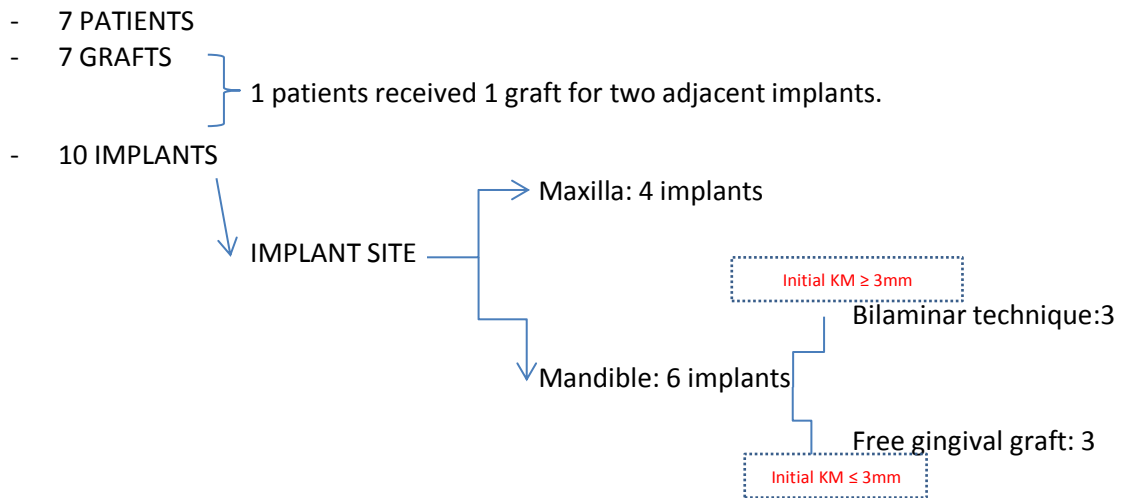 - 7 PATIENTS
- 7 GRAFTS
1 patients received 1 graft for two adjacent implants.
- 10 IMPLANTS
Maxilla: 4 implants
IMPLANT SITE
Initial KM ≥ 3mm
Bilaminar technique:3
Mandible: 6 implants
Free gingival graft: 3
Initial KM ≤ 3mm